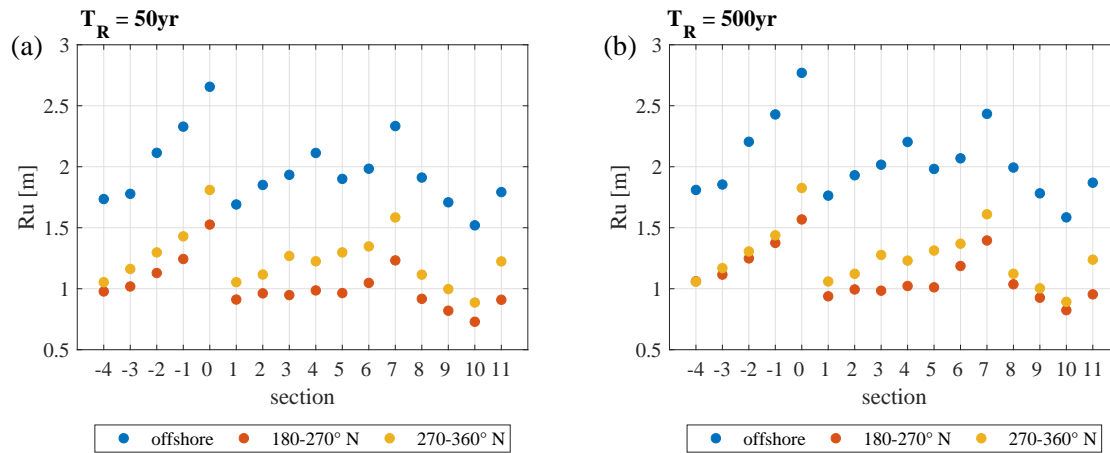 T_R = 50yr
(a)
3
2.5
2
1.5
1
0.5
Ru [m]
-4 -3 -2 -1 0 1 2 3 4 5 6 7 8 9 10 11
section
offshore 180-270° N 270-360° N
T_R = 500yr
(b)
3
2.5
2
1.5
1
0.5
Ru [m]
-4 -3 -2 -1 0 1 2 3 4 5 6 7 8 9 10 11
section
offshore 180-270° N 270-360° N